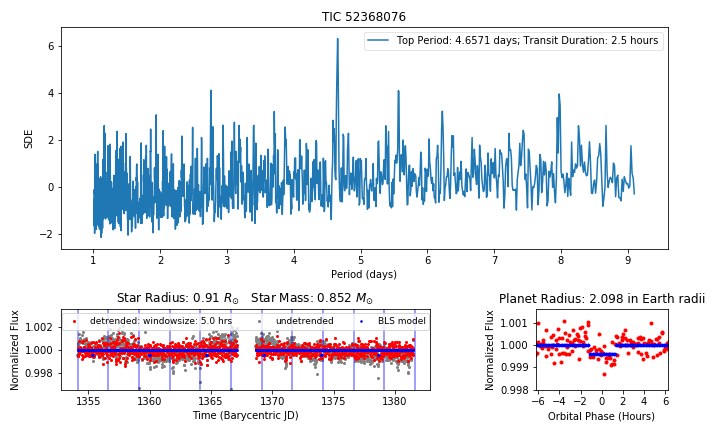 TIC 52368076
Top Period: 4.6571 days; Transit Duration: 2.5 hours
SDE
6
4
2
0
−2
1 2 3 4 5 6 7 8 9
Period (days)
Star Radius: 0.91 R⊙ Star Mass: 0.852 M⊙
detrended: windowsize: 5.0 hrs undetrended BLS model
Normalized Flux
1.002
1.000
0.998
1355 1360 1365 1370 1375 1380
Time (Barycentric JD)
Planet Radius: 2.098 in Earth radii
Normalized Flux
1.001
1.000
0.999
0.998
−6 −4 −2 0 2 4 6
Orbital Phase (Hours)